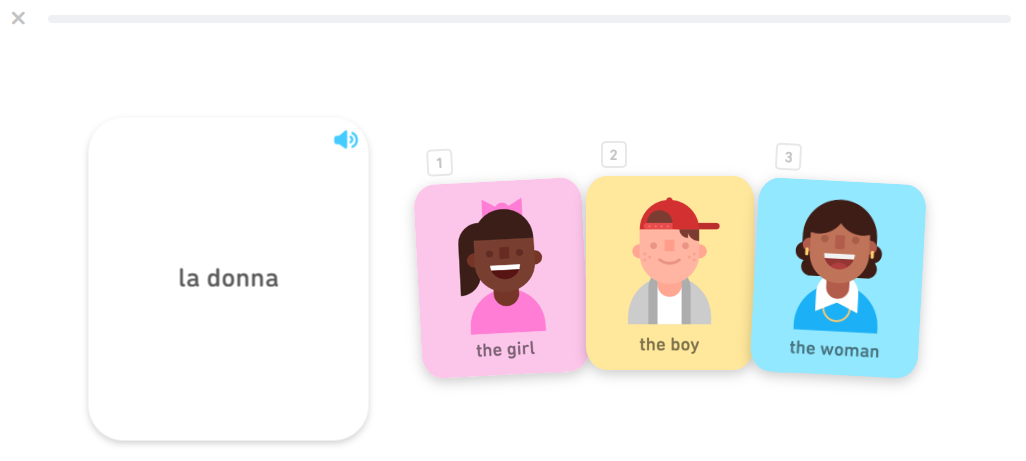 la donna
1
the girl
2
the boy
3
the woman